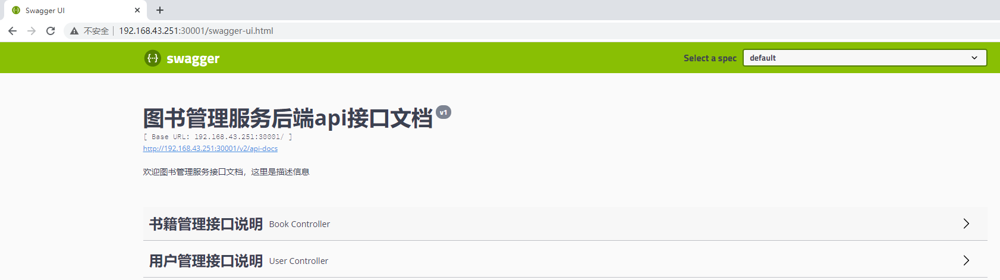 Swagger UI
不安全 192.168.43.251:30001/swagger-ui.html
swagger Select a spec default
图书管理服务后端api接口文档 v1
[ Base URL: 192.168.43.251:30001/ ]
http://192.168.43.251:30001/v2/api-docs
欢迎图书管理服务接口文档，这里是描述信息
书籍管理接口说明 Book Controller
用户管理接口说明 User Controller